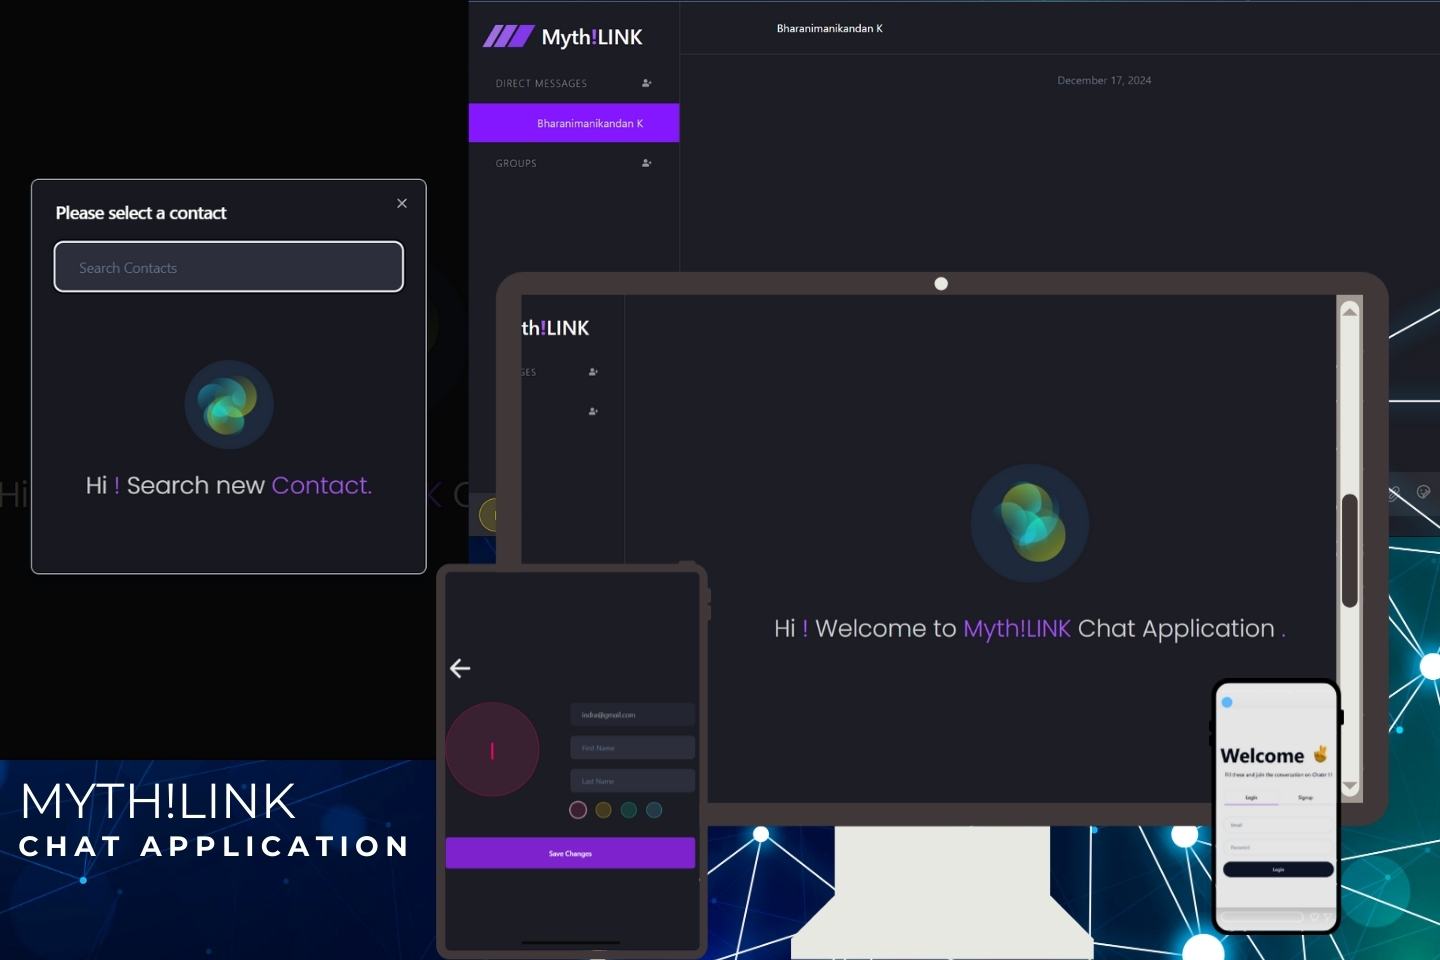 Myth!LINK
DIRECT MESSAGES
Bharanimanikandan K
GROUPS
Bharanimanikandan K
December 17, 2024
Please select a contact
Search Contacts
Hi ! Search new Contact.
Hi
K C
th!LINK
GES
Hi ! Welcome to Myth!LINK Chat Application .
indra@gmail.com
First Name
Last Name
I
Save Changes
Welcome ✌
Fill these and join the conversation on Chatrr !!
Login
Signup
Email
Password
Login
MYTH!LINK
CHAT APPLICATION